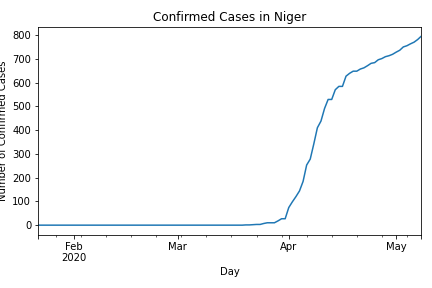 Confirmed Cases in Niger
Number of Confirmed Cases
800
700
600
500
400
300
200
100
0
Feb
2020
Mar
Apr
May
Day